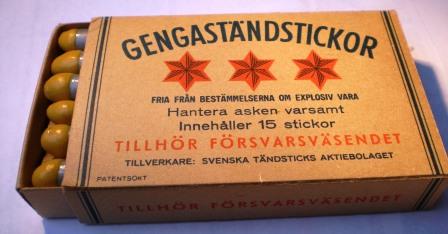 GENGASTÄNDSTICKOR
FRIA FRÅN BESTÄMMELSERNA OM EXPLOSIV VARA
Hantera asken varsamt
Innehåller 15 stickor
TILLHÖR FÖRSVARSVÄSENDET
TILLVERKARE: SVENSKA TÄNDSTICKS AKTIEBOLAGET
PATENTSÖKT
TILLHÖR FÖRSVARSVÄSENDET